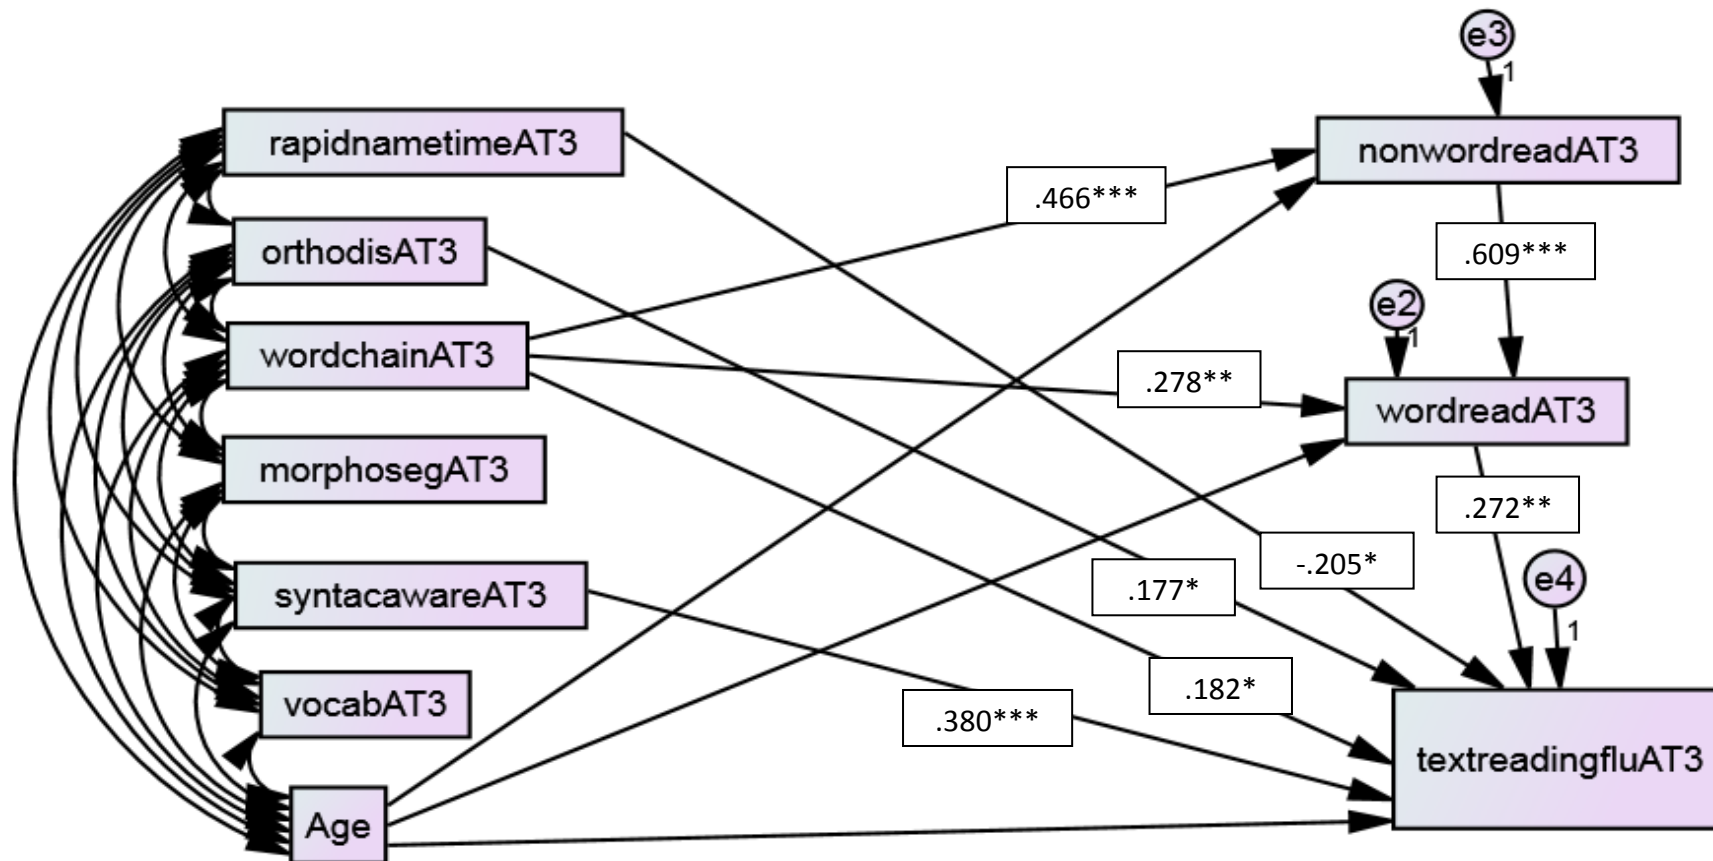 e3
1
rapidnametimeAT3
nonwordreadAT3
.466***
orthodisAT3
.609***
e2
1
wordchainAT3
.278**
wordreadAT3
morphosegAT3
.272**
-.205*
e4
1
.177*
syntacawareAT3
.182*
vocabAT3
.380***
textreadingfluAT3
Age